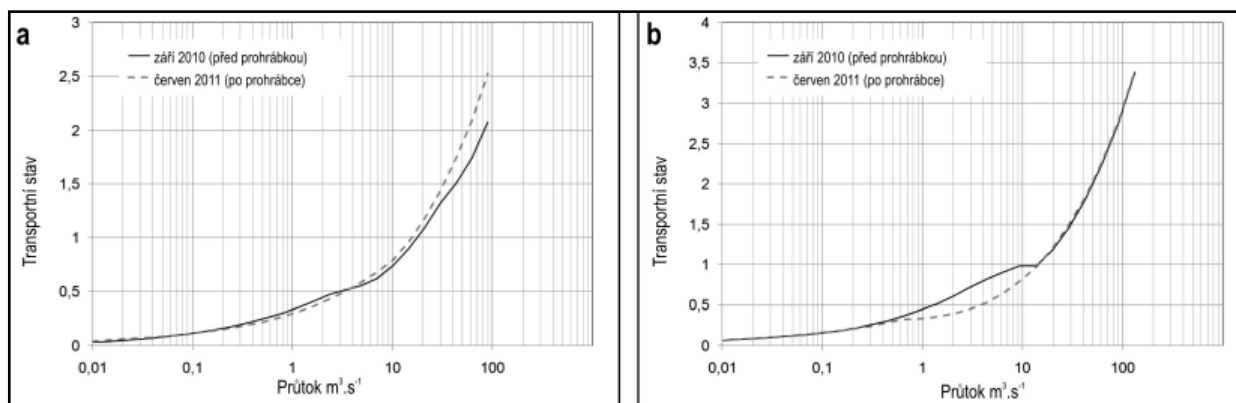 a
září 2010 (před prohrábkou)
červen 2011 (po prohrábce)
Transportní stav
3
2,5
2
1,5
1
0,5
0
0,01 0,1 1 10 100
Průtok m³.s⁻¹
b
září 2010 (před prohrábkou)
červen 2011 (po prohrábce)
Transportní stav
4
3,5
3
2,5
2
1,5
1
0,5
0
0,01 0,1 1 10 100
Průtok m³.s⁻¹